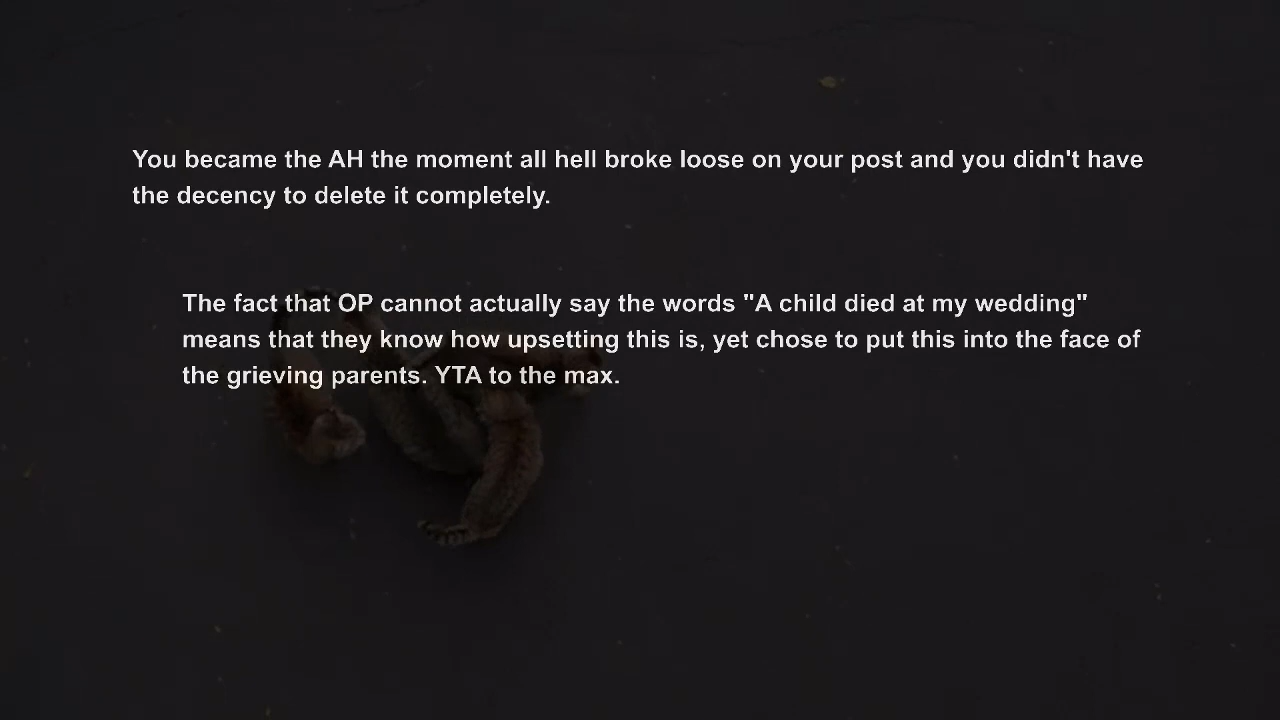 You became the AH the moment all hell broke loose on your post and you didn't have
the decency to delete it completely.
The fact that OP cannot actually say the words "A child died at my wedding"
means that they know how upsetting this is, yet chose to put this into the face of
the grieving parents. YTA to the max.